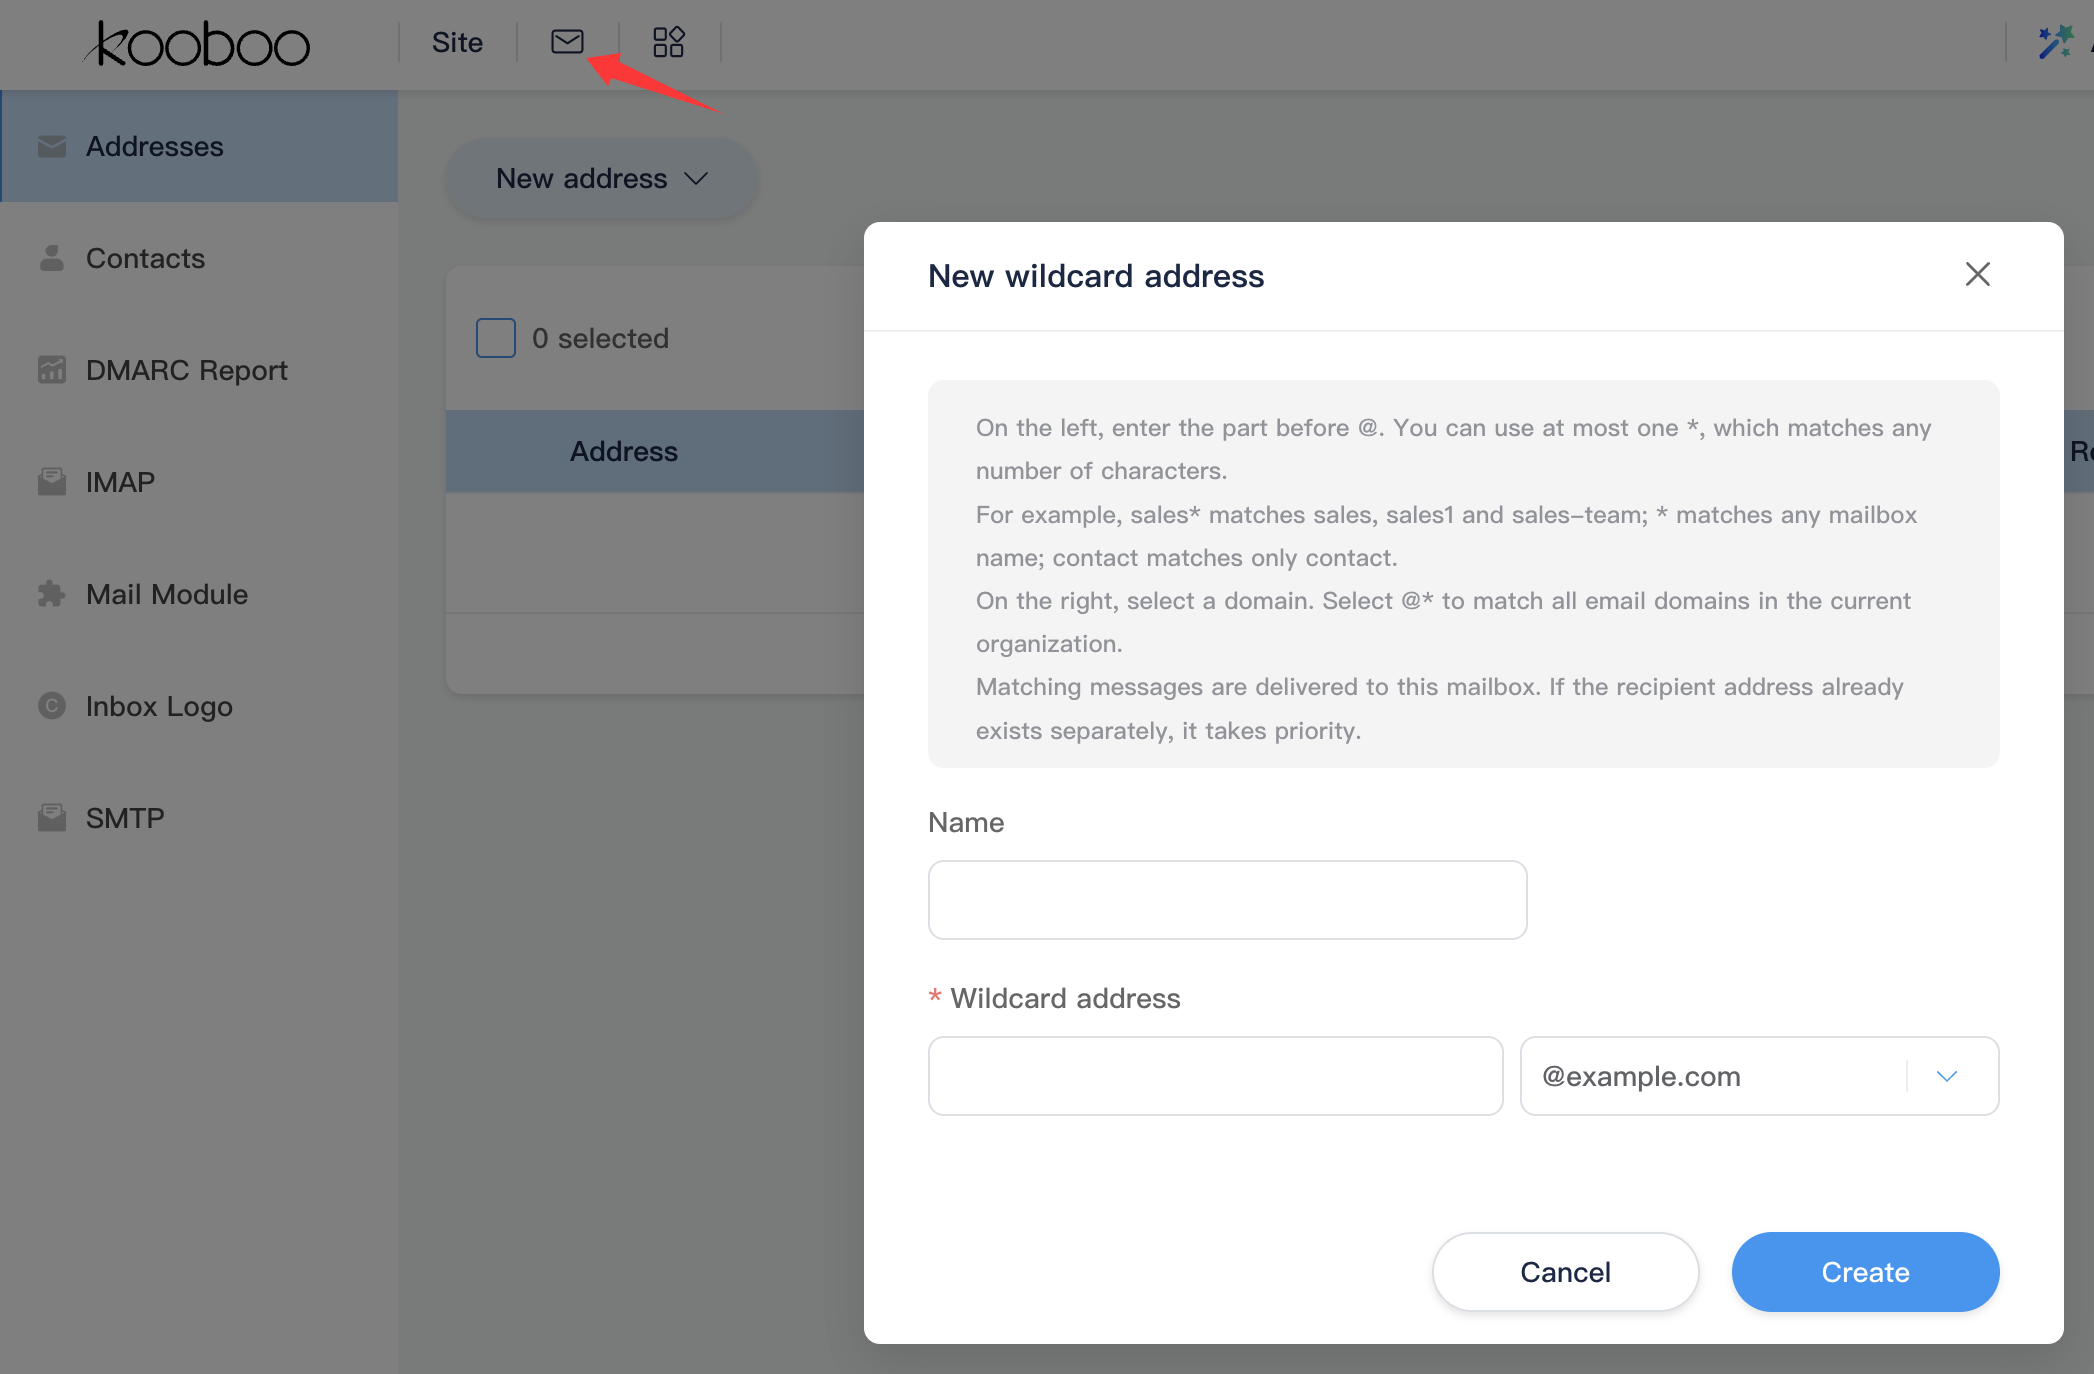 kooboo
Site
Addresses
Contacts
DMARC Report
IMAP
Mail Module
Inbox Logo
SMTP
New address
0 selected
Address
New wildcard address
On the left, enter the part before @. You can use at most one *, which matches any
number of characters.
For example, sales* matches sales, sales1 and sales-team; * matches any mailbox
name; contact matches only contact.
On the right, select a domain. Select @* to match all email domains in the current
organization.
Matching messages are delivered to this mailbox. If the recipient address already
exists separately, it takes priority.
Name
* Wildcard address
@example.com
Cancel
Create